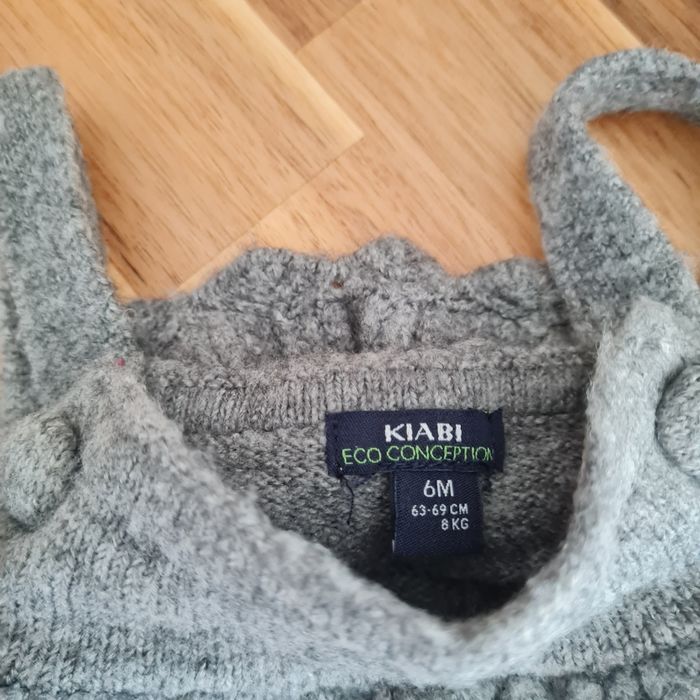 KIABI
ECO CONCEPTION
6M
63-69 CM
8 KG